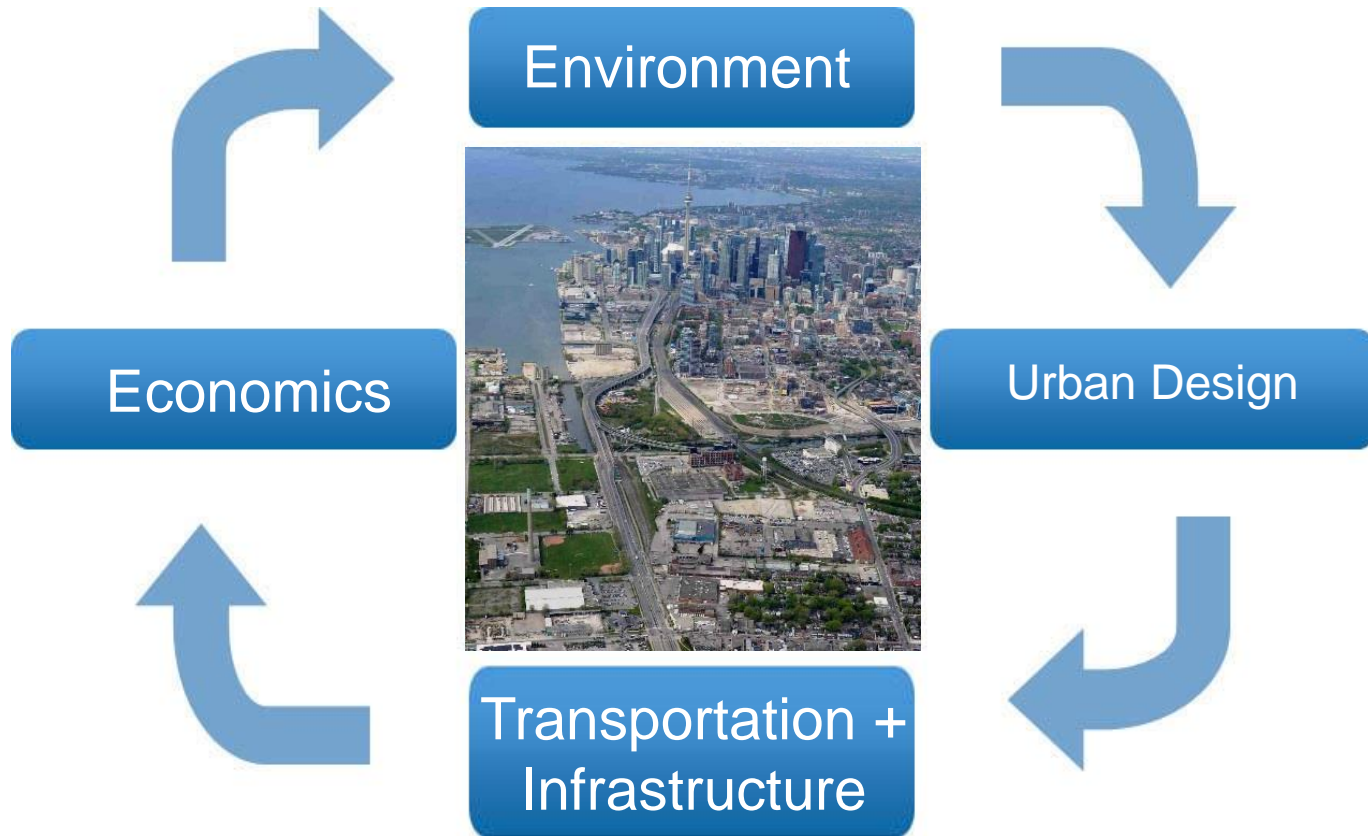 Environment
Economics
Urban Design
Transportation +
Infrastructure